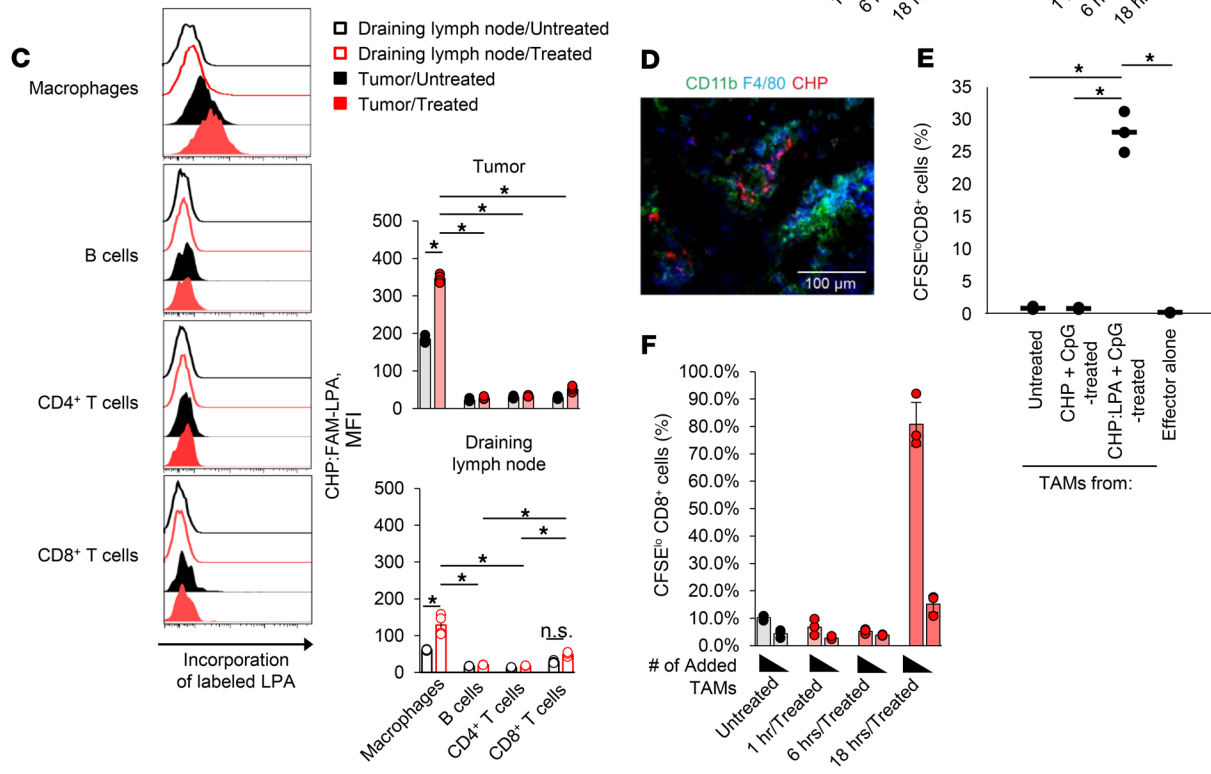 1 hr
6 hrs
18 hrs
C
Macrophages
B cells
CD4⁺ T cells
CD8⁺ T cells
Incorporation
of labeled LPA
Draining lymph node/Untreated
Draining lymph node/Treated
Tumor/Untreated
Tumor/Treated
CHP:FAM-LPA,
MFI
Tumor
500
400
300
200
100
0
*
*
*
*
Draining
lymph node
500
400
300
200
100
0
*
*
*
*
*
n.s.
Macrophages
B cells
CD4⁺ T cells
CD8⁺ T cells
D
CD11b F4/80 CHP
100 µm
E
CFSEˡᵒCD8⁺ cells (%)
35
30
25
20
15
10
5
0
*
*
*
Untreated
CHP + CpG
-treated
CHP:LPA + CpG
-treated
Effector alone
TAMs from:
F
CFSEˡᵒ CD8⁺ cells (%)
100.0%
90.0%
80.0%
70.0%
60.0%
50.0%
40.0%
30.0%
20.0%
10.0%
0.0%
# of Added
TAMs
Untreated
1 hr/Treated
6 hrs/Treated
18 hrs/Treated